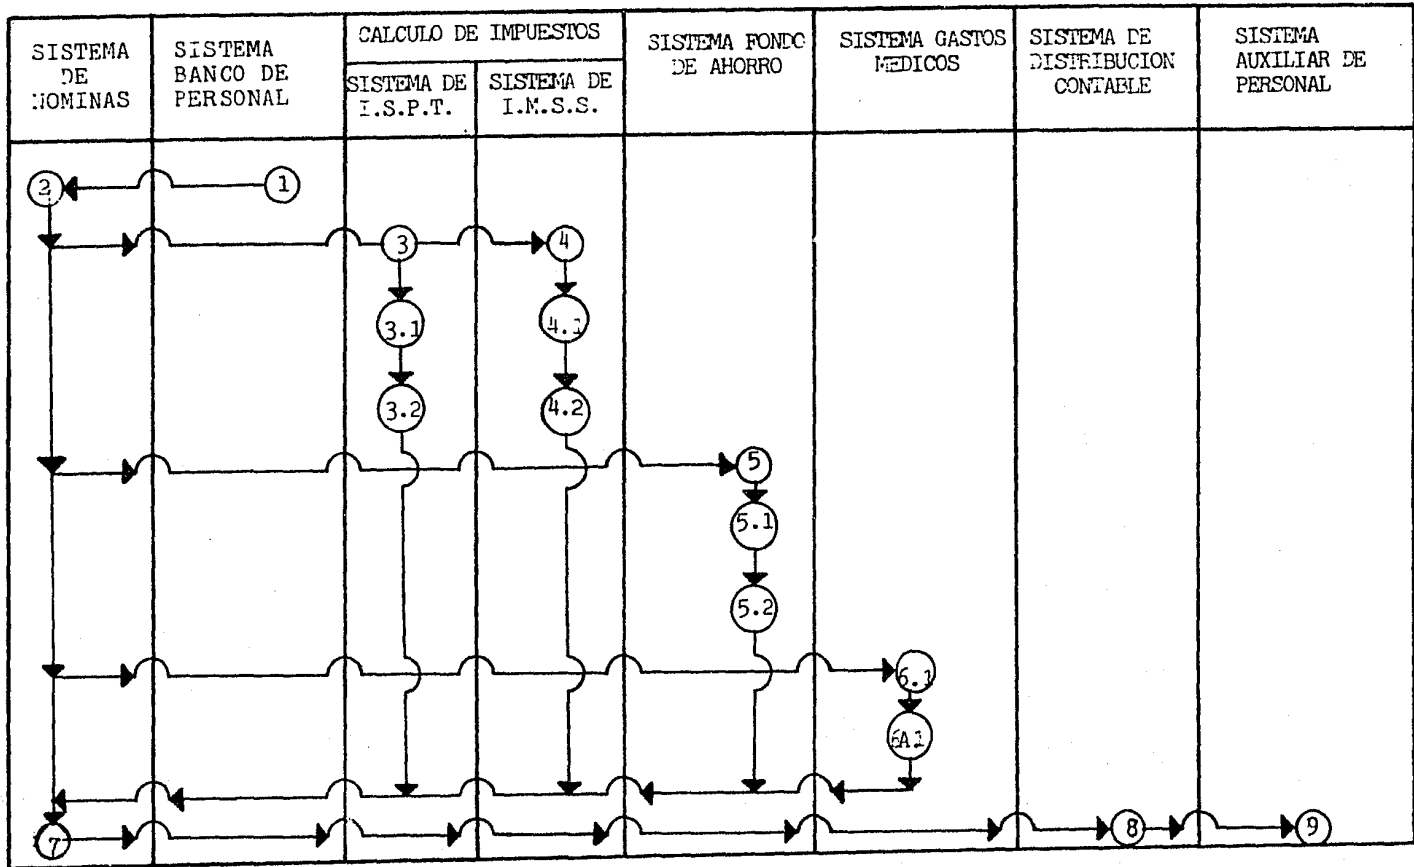 SISTEMA
DE
NOMINAS
SISTEMA
BANCO DE
PERSONAL
CALCULO DE IMPUESTOS
SISTEMA DE
I.S.P.T.
SISTEMA DE
I.M.S.S.
SISTEMA FONDO
DE AHORRO
SISTEMA GASTOS
MEDICOS
SISTEMA DE
DISTRIBUCION
CONTABLE
SISTEMA
AUXILIAR DE
PERSONAL
2
1
3
4
3.1
4.1
3.2
4.2
5
5.1
5.2
6.1
6A1
7
8
9